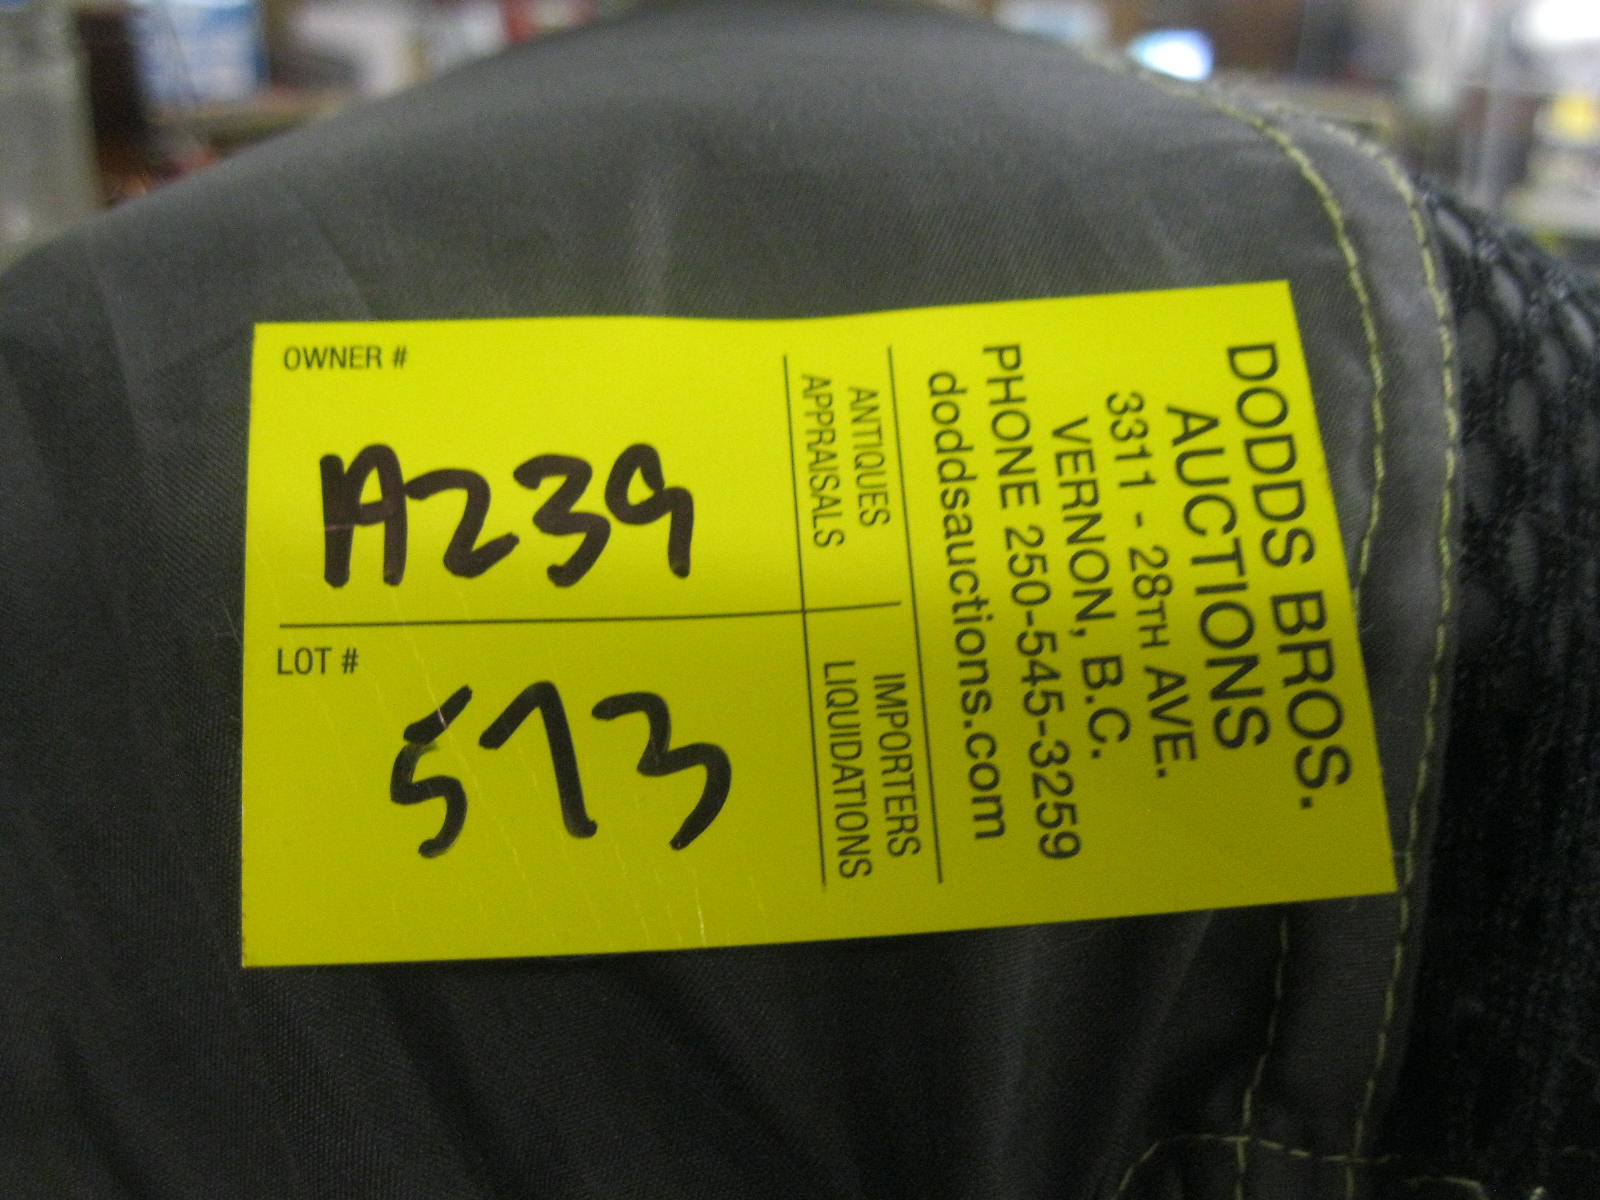 OWNER #
A239
LOT #
573
DODDS BROS.
AUCTIONS
3311 - 28TH AVE.
VERNON, B.C.
PHONE 250-545-3259
doddsauctions.com
ANTIQUES
APPRAISALS
IMPORTERS
LIQUIDATIONS